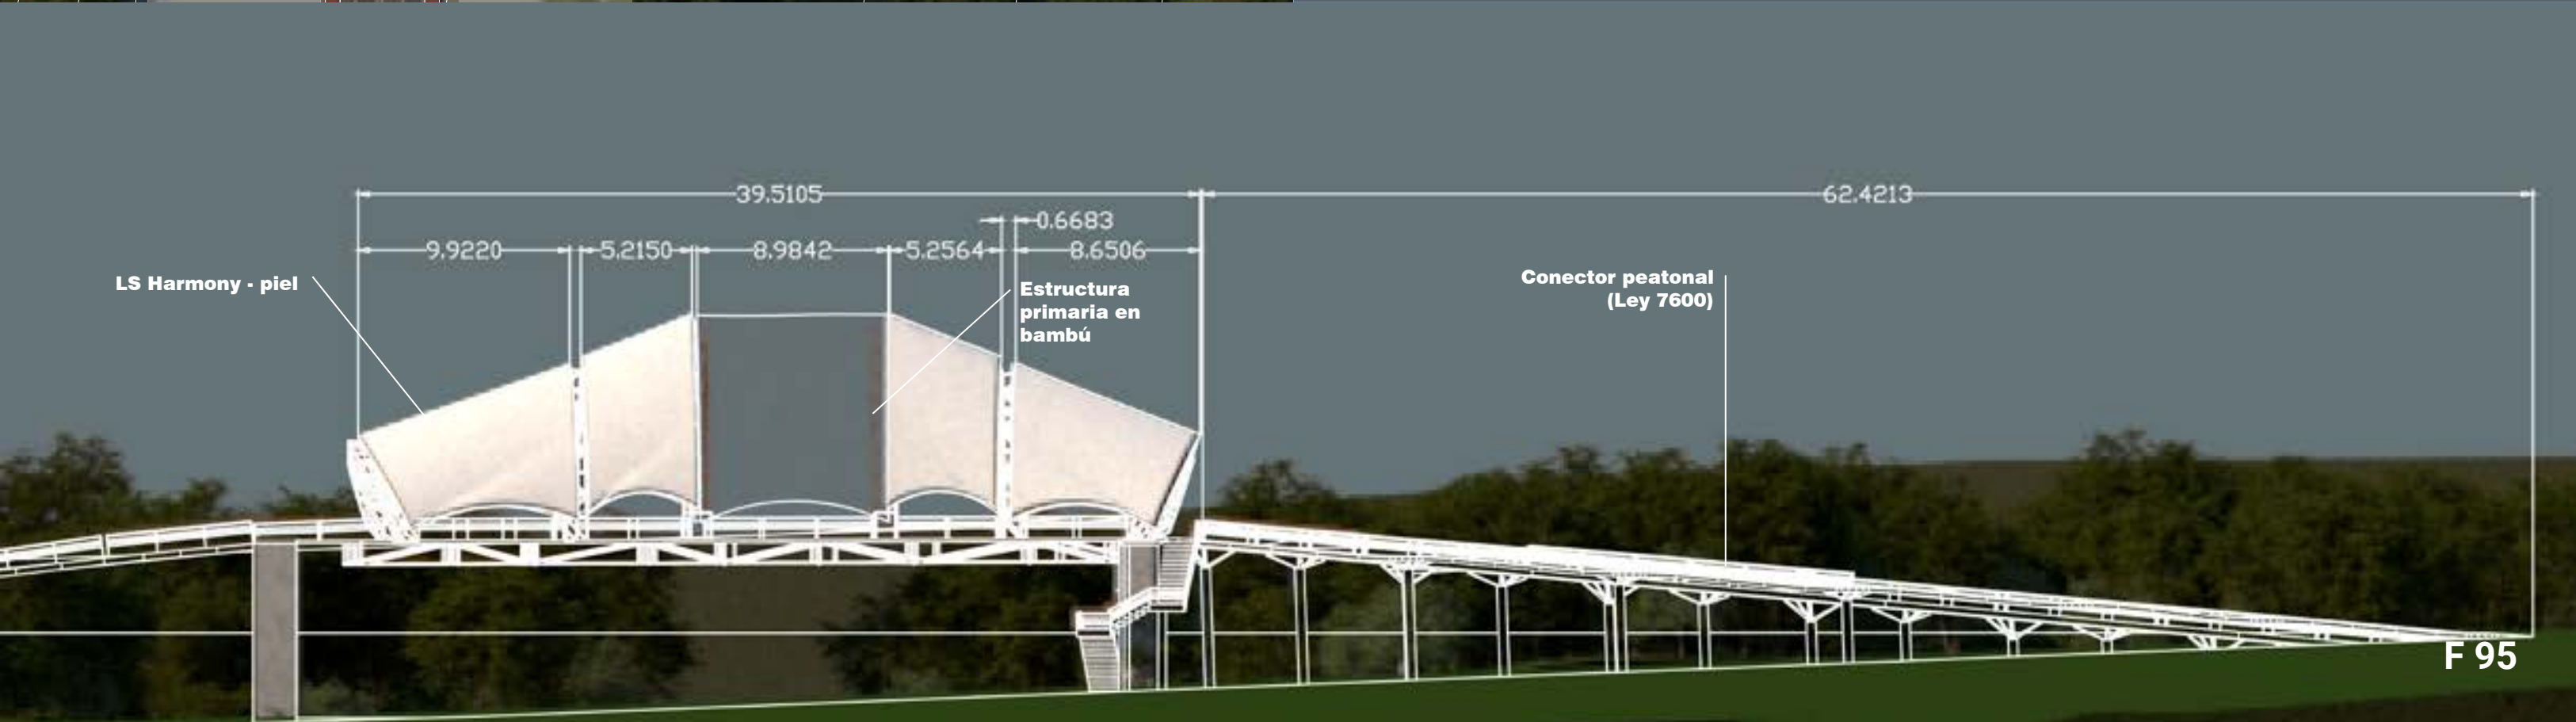 39.5105
62.4213
0.6683
9.9220
5.2150
8.9842
5.2564
8.6506
LS Harmony - piel
Estructura
primaria en
bambú
Conector peatonal
(Ley 7600)
F 95